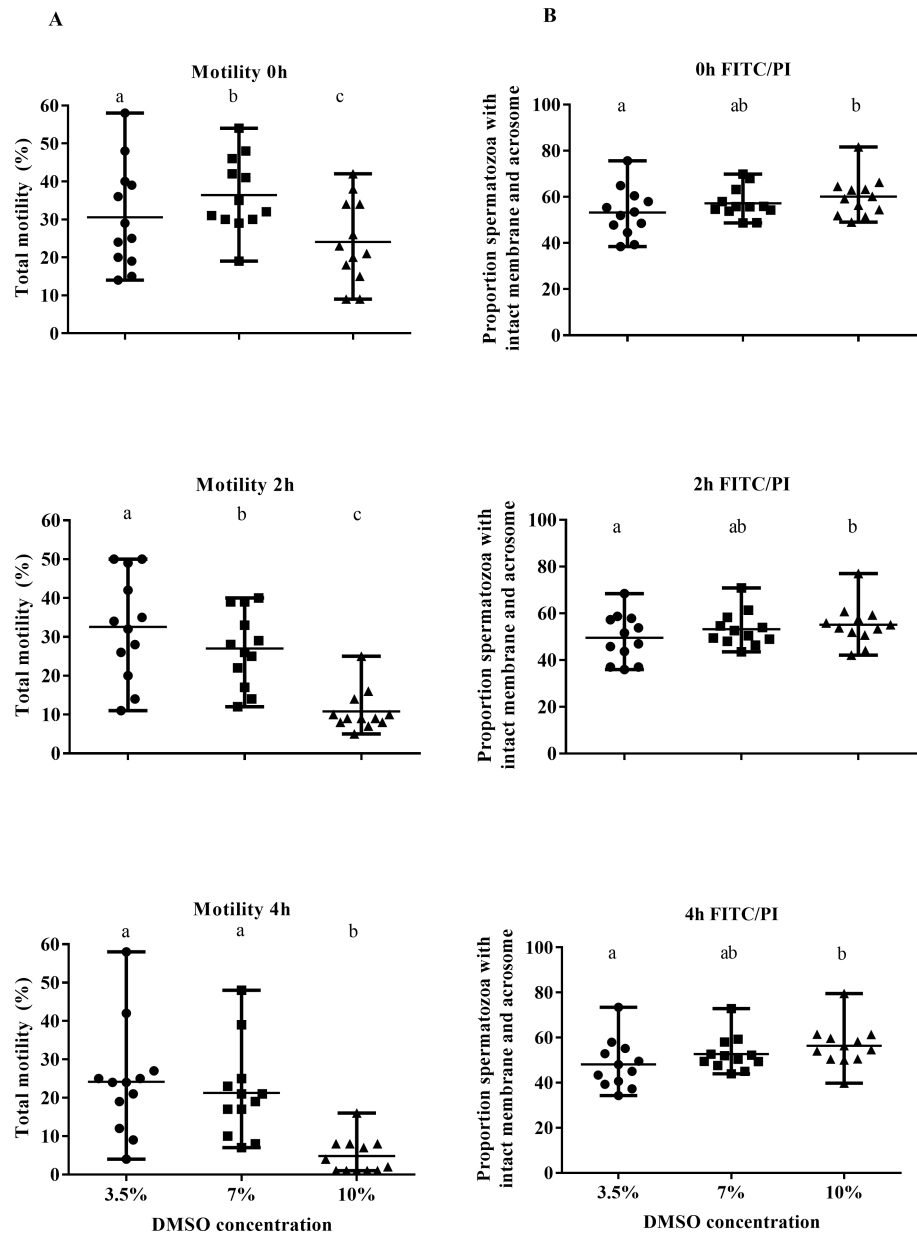 A
Motility 0h
a b c
Total motility (%)
60
50
40
30
20
10
0
Motility 2h
a b c
Total motility (%)
60
50
40
30
20
10
0
Motility 4h
a a b
Total motility (%)
60
50
40
30
20
10
0
3.5% 7% 10%
DMSO concentration
B
0h FITC/PI
a ab b
Proportion spermatozoa with
intact membrane and acrosome
100
80
60
40
20
0
2h FITC/PI
a ab b
Proportion spermatozoa with
intact membrane and acrosome
100
80
60
40
20
0
4h FITC/PI
a ab b
Proportion spermatozoa with
intact membrane and acrosome
100
80
60
40
20
0
3.5% 7% 10%
DMSO concentration